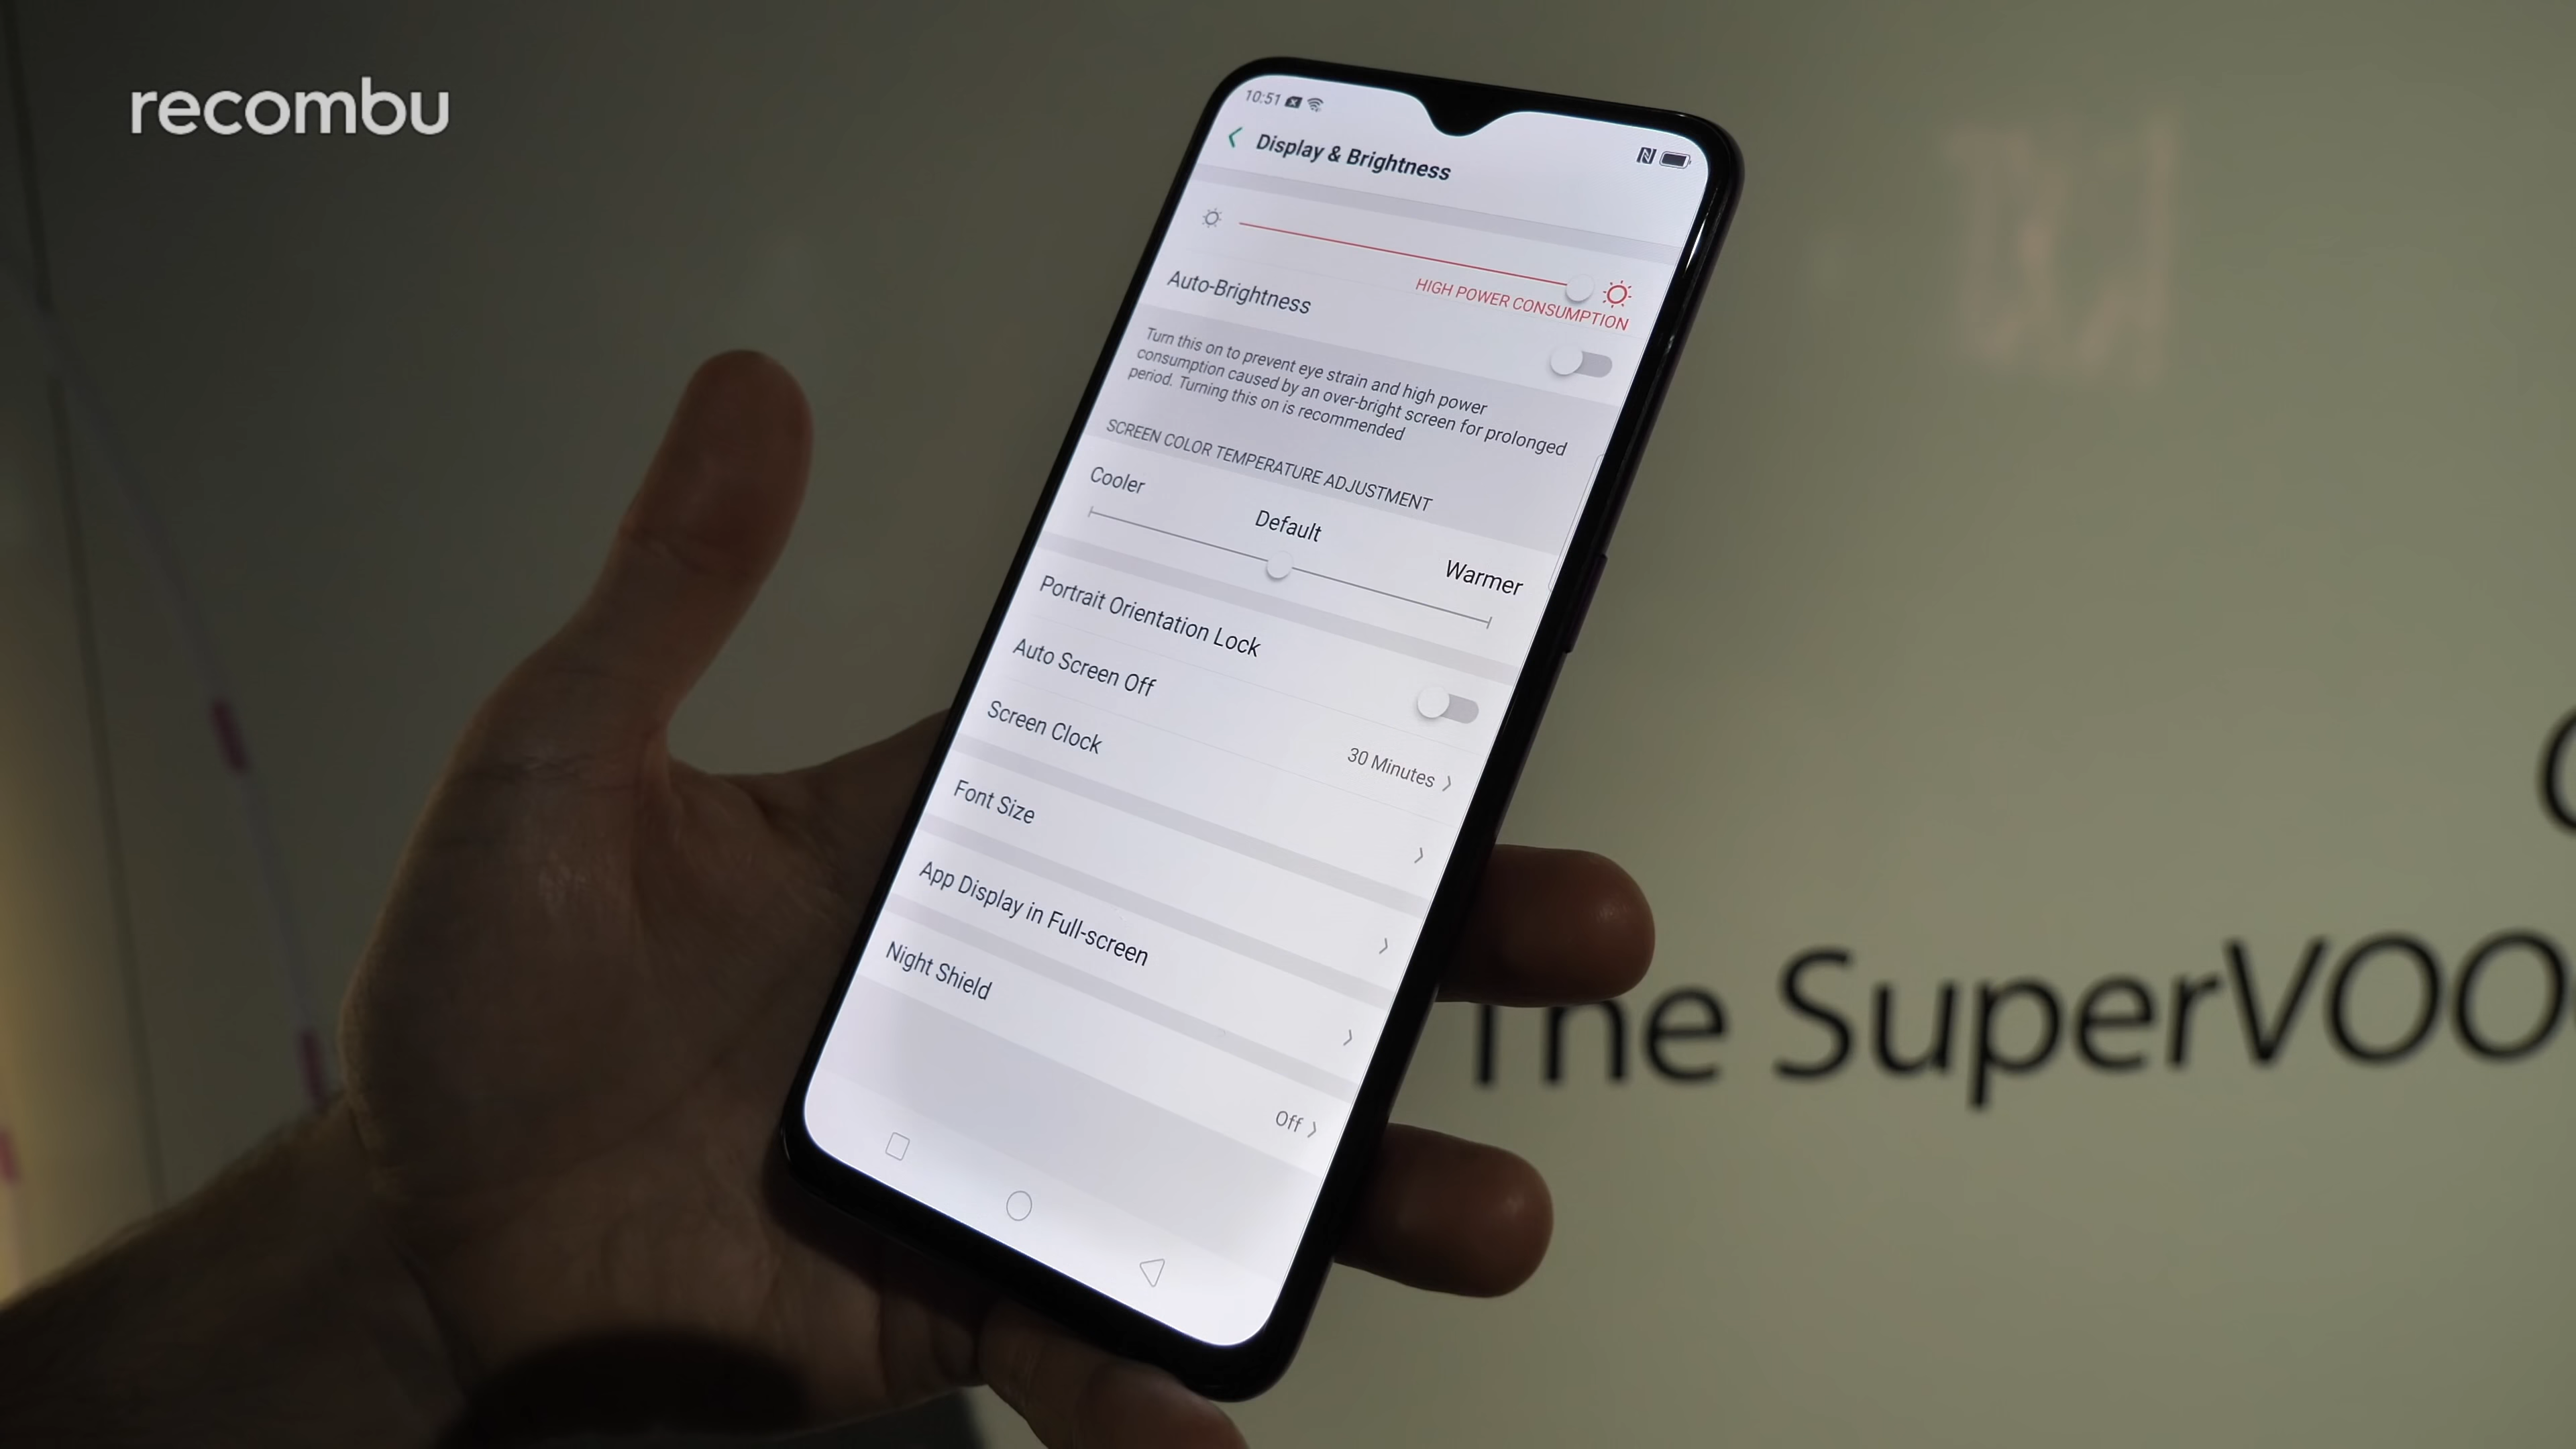 recombu
10:51
Display & Brightness
HIGH POWER CONSUMPTION
Auto-Brightness
Turn this on to prevent eye strain and high power
consumption caused by an over-bright screen for prolonged
period. Turning this on is recommended
SCREEN COLOR TEMPERATURE ADJUSTMENT
Cooler
Default
Warmer
Portrait Orientation Lock
Auto Screen Off
30 Minutes
Screen Clock
Font Size
App Display in Full-screen
Night Shield
Off
The SuperVOO